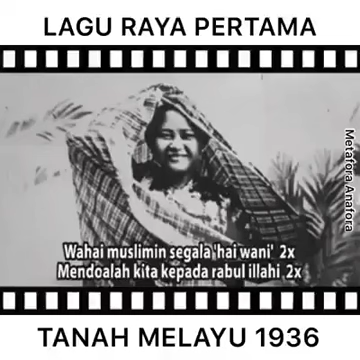 LAGU RAYA PERTAMA
Metafora Anafora
Wahai muslimin segala 'hai wani' 2x
Mendoalah kita kepada rabul illahi 2x
TANAH MELAYU 1936